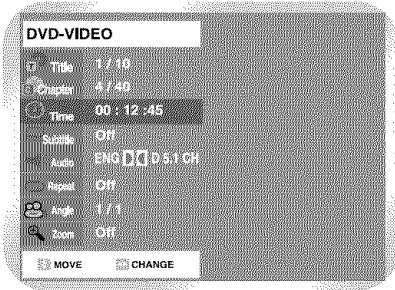 DVD-VIDEO
Title 1 / 10
Chapter 4 / 40
Time 00 : 12 :45
Subtitle Off
Audio ENG D 5.1 CH
Repeat Off
Angle 1 / 1
Zoom Off
MOVE CHANGE